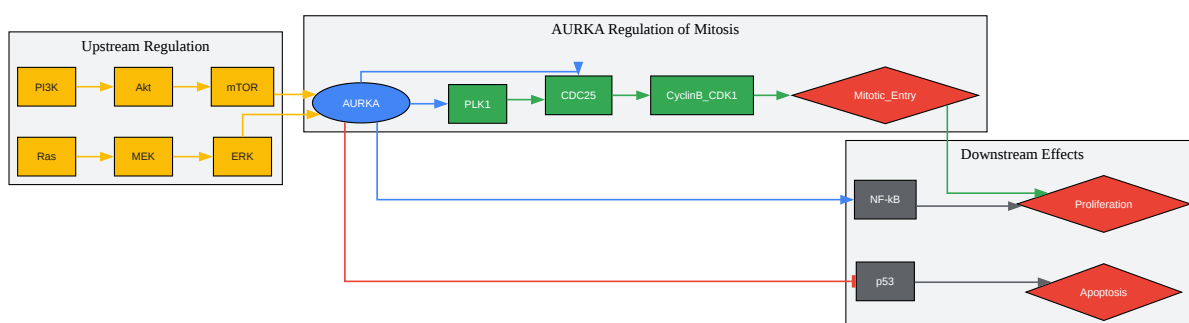 Upstream Regulation
PI3K
Akt
mTOR
Ras
MEK
ERK
AURKA Regulation of Mitosis
AURKA
PLK1
CDC25
CyclinB_CDK1
Mitotic_Entry
Downstream Effects
NF-kB
Proliferation
p53
Apoptosis